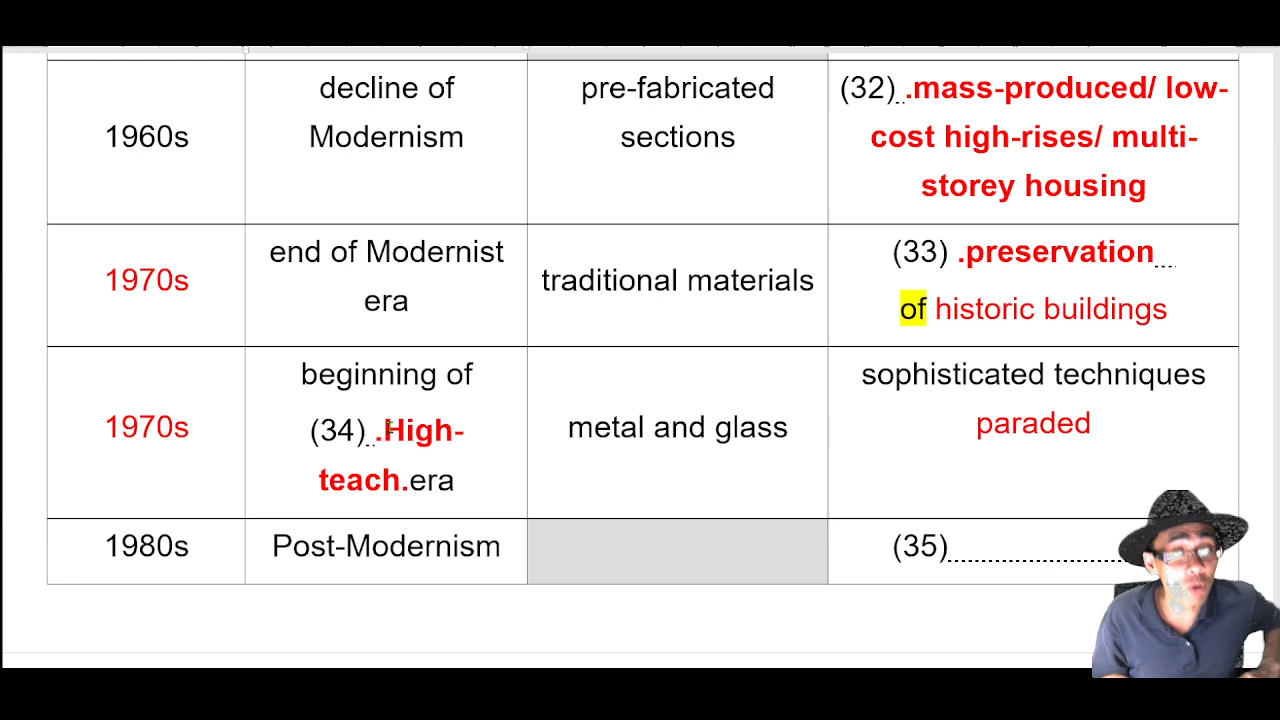 1960s
decline of
Modernism
pre-fabricated
sections
(32)..mass-produced/ low-
cost high-rises/ multi-
storey housing
1970s
end of Modernist
era
traditional materials
(33) .preservation...
of historic buildings
1970s
beginning of
(34)..High-
teach.era
metal and glass
sophisticated techniques
paraded
1980s
Post-Modernism
(35)........................